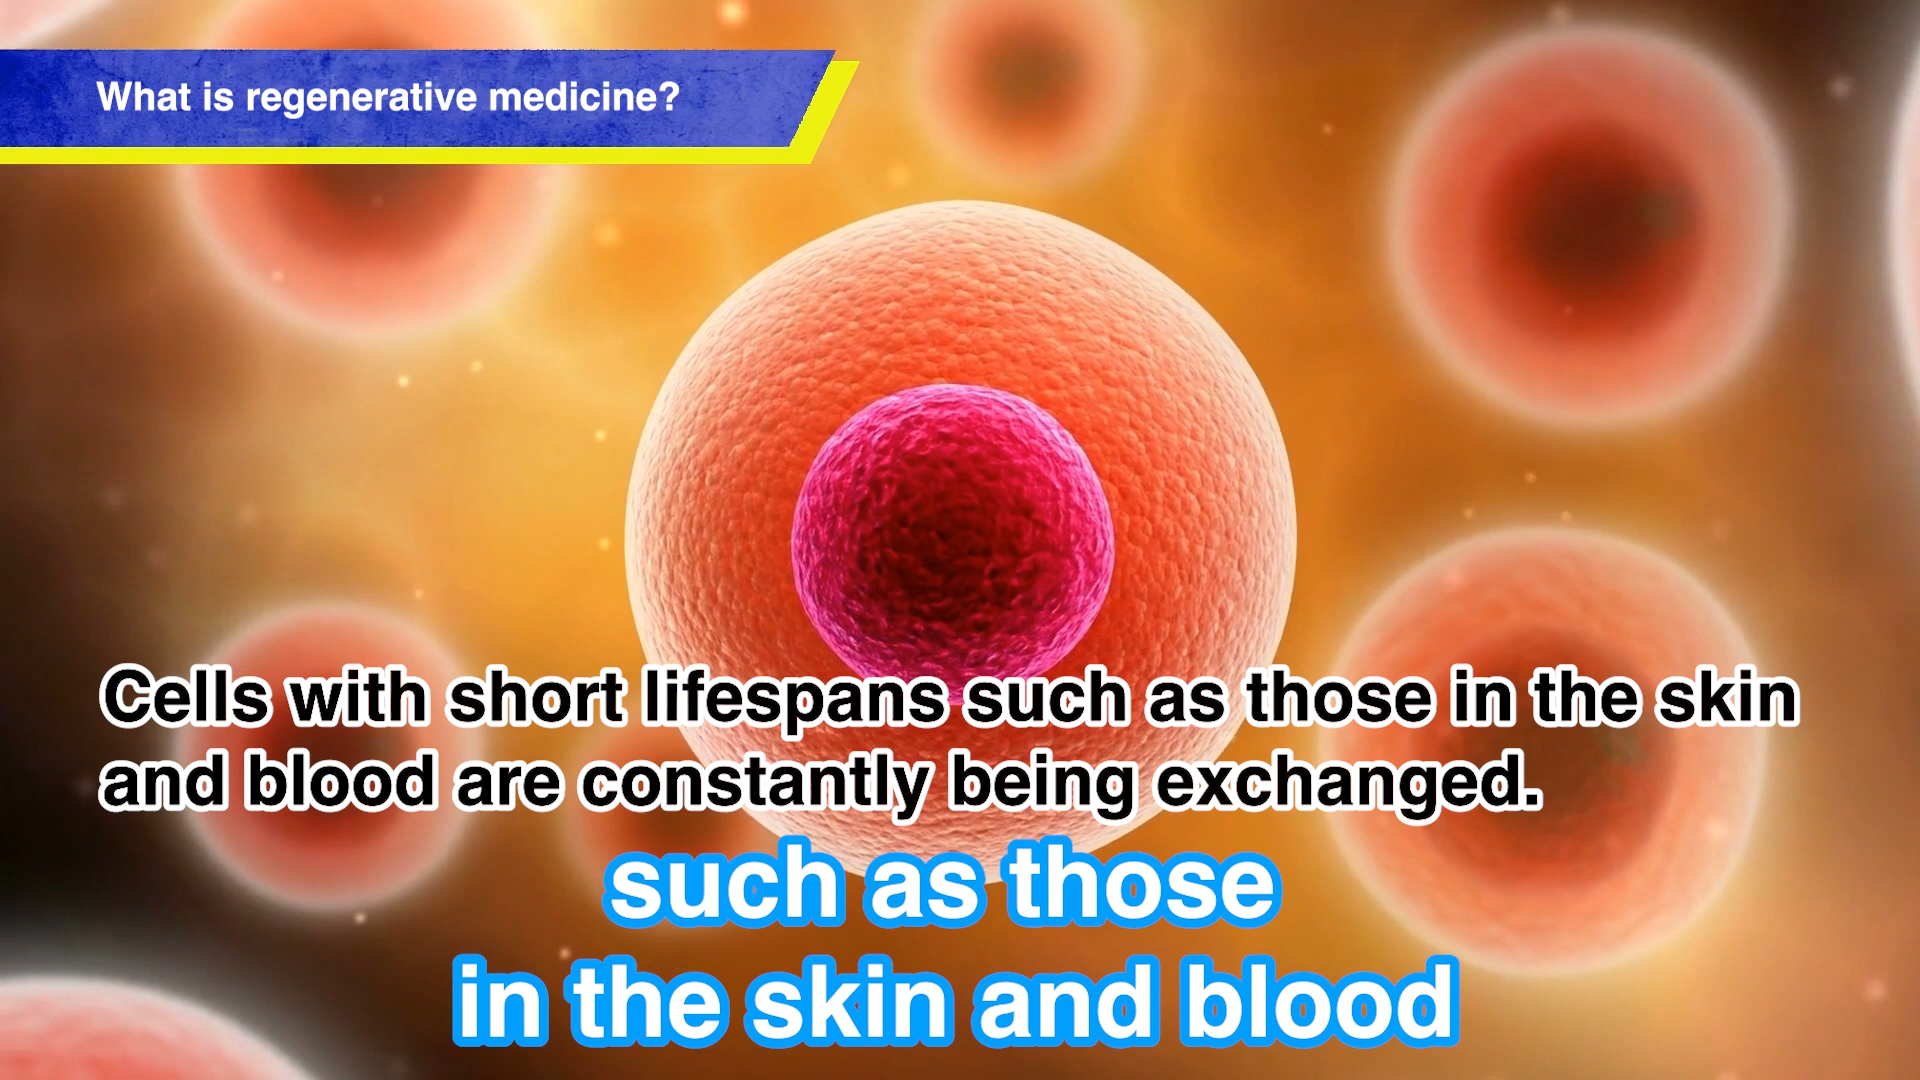 What is regenerative medicine?
Cells with short lifespans such as those in the skin
and blood are constantly being exchanged.
such as those
in the skin and blood